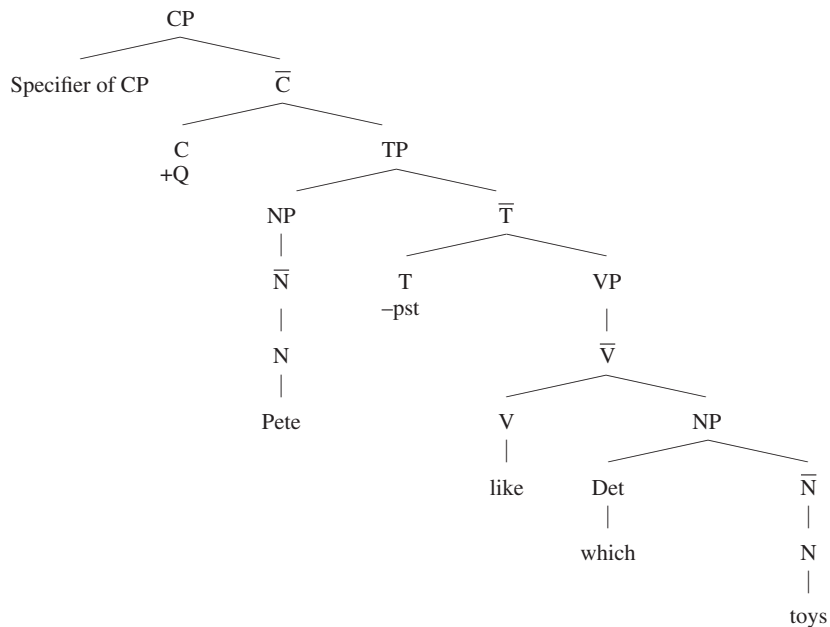 CP
Specifier of CP C̅
C TP
+Q
NP T̅
N̅ T VP
–pst
N V̅
Pete V NP
like Det N̅
which N
toys